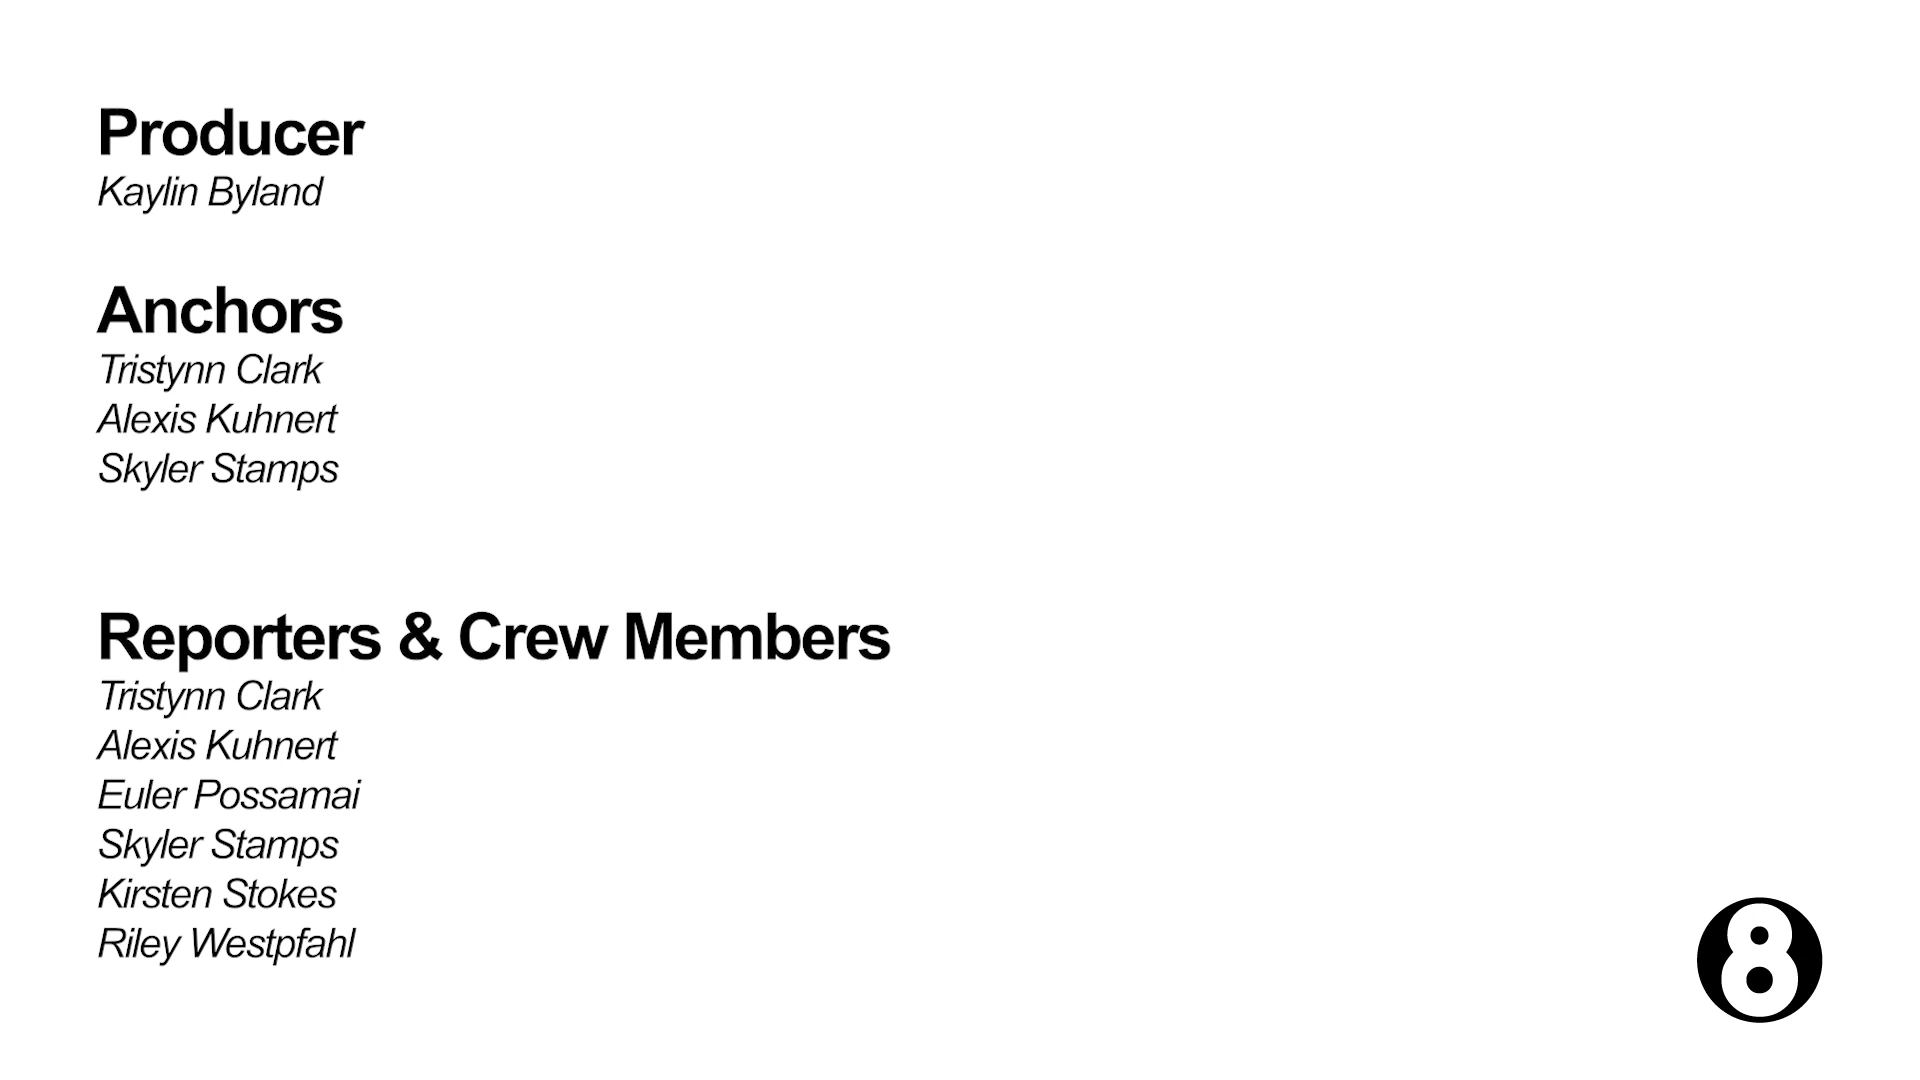 Producer
Kaylin Byland
Anchors
Tristynn Clark
Alexis Kuhnert
Skyler Stamps
Reporters & Crew Members
Tristynn Clark
Alexis Kuhnert
Euler Possamai
Skyler Stamps
Kirsten Stokes
Riley Westpfahl
8